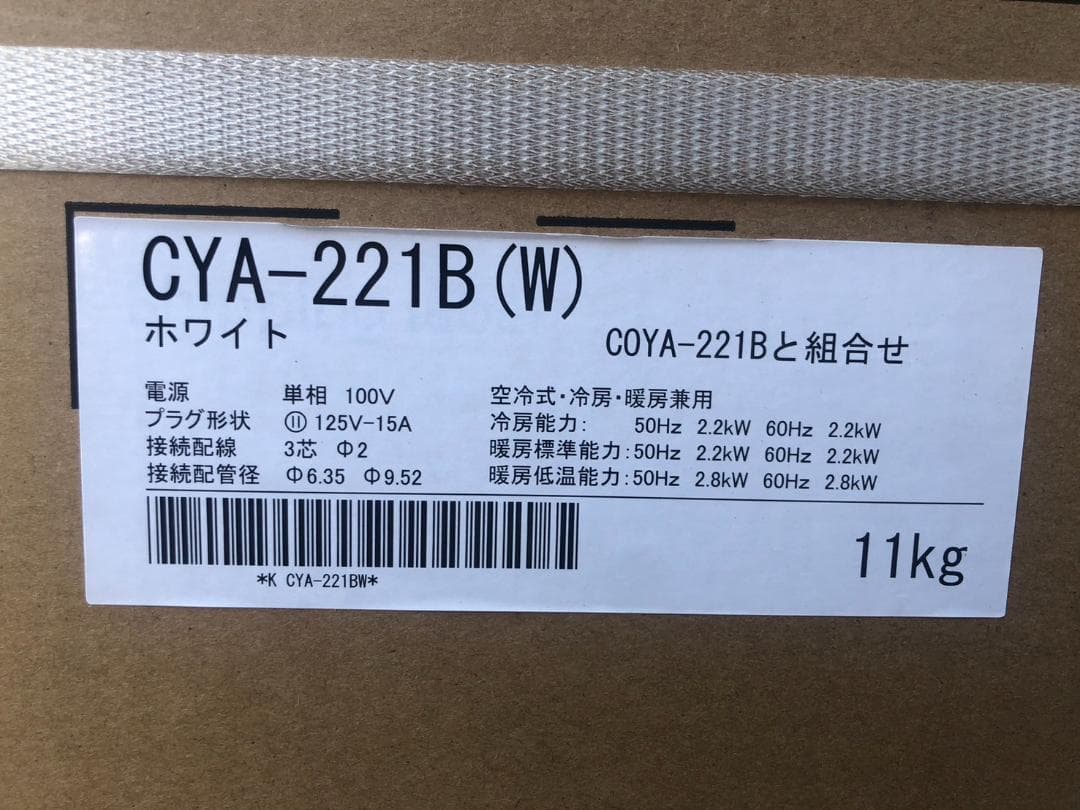 CYA-221B(W)
ホワイト
COYA-221Bと組合せ
電源 単相 100V
プラグ形状 ⑪ 125V-15A
接続配線 3芯 Φ2
接続配管径 Φ6.35 Φ9.52
空冷式・冷房・暖房兼用
冷房能力: 50Hz 2.2kW 60Hz 2.2kW
暖房標準能力:50Hz 2.2kW 60Hz 2.2kW
暖房低温能力:50Hz 2.8kW 60Hz 2.8kW
*K CYA-221BW*
11kg